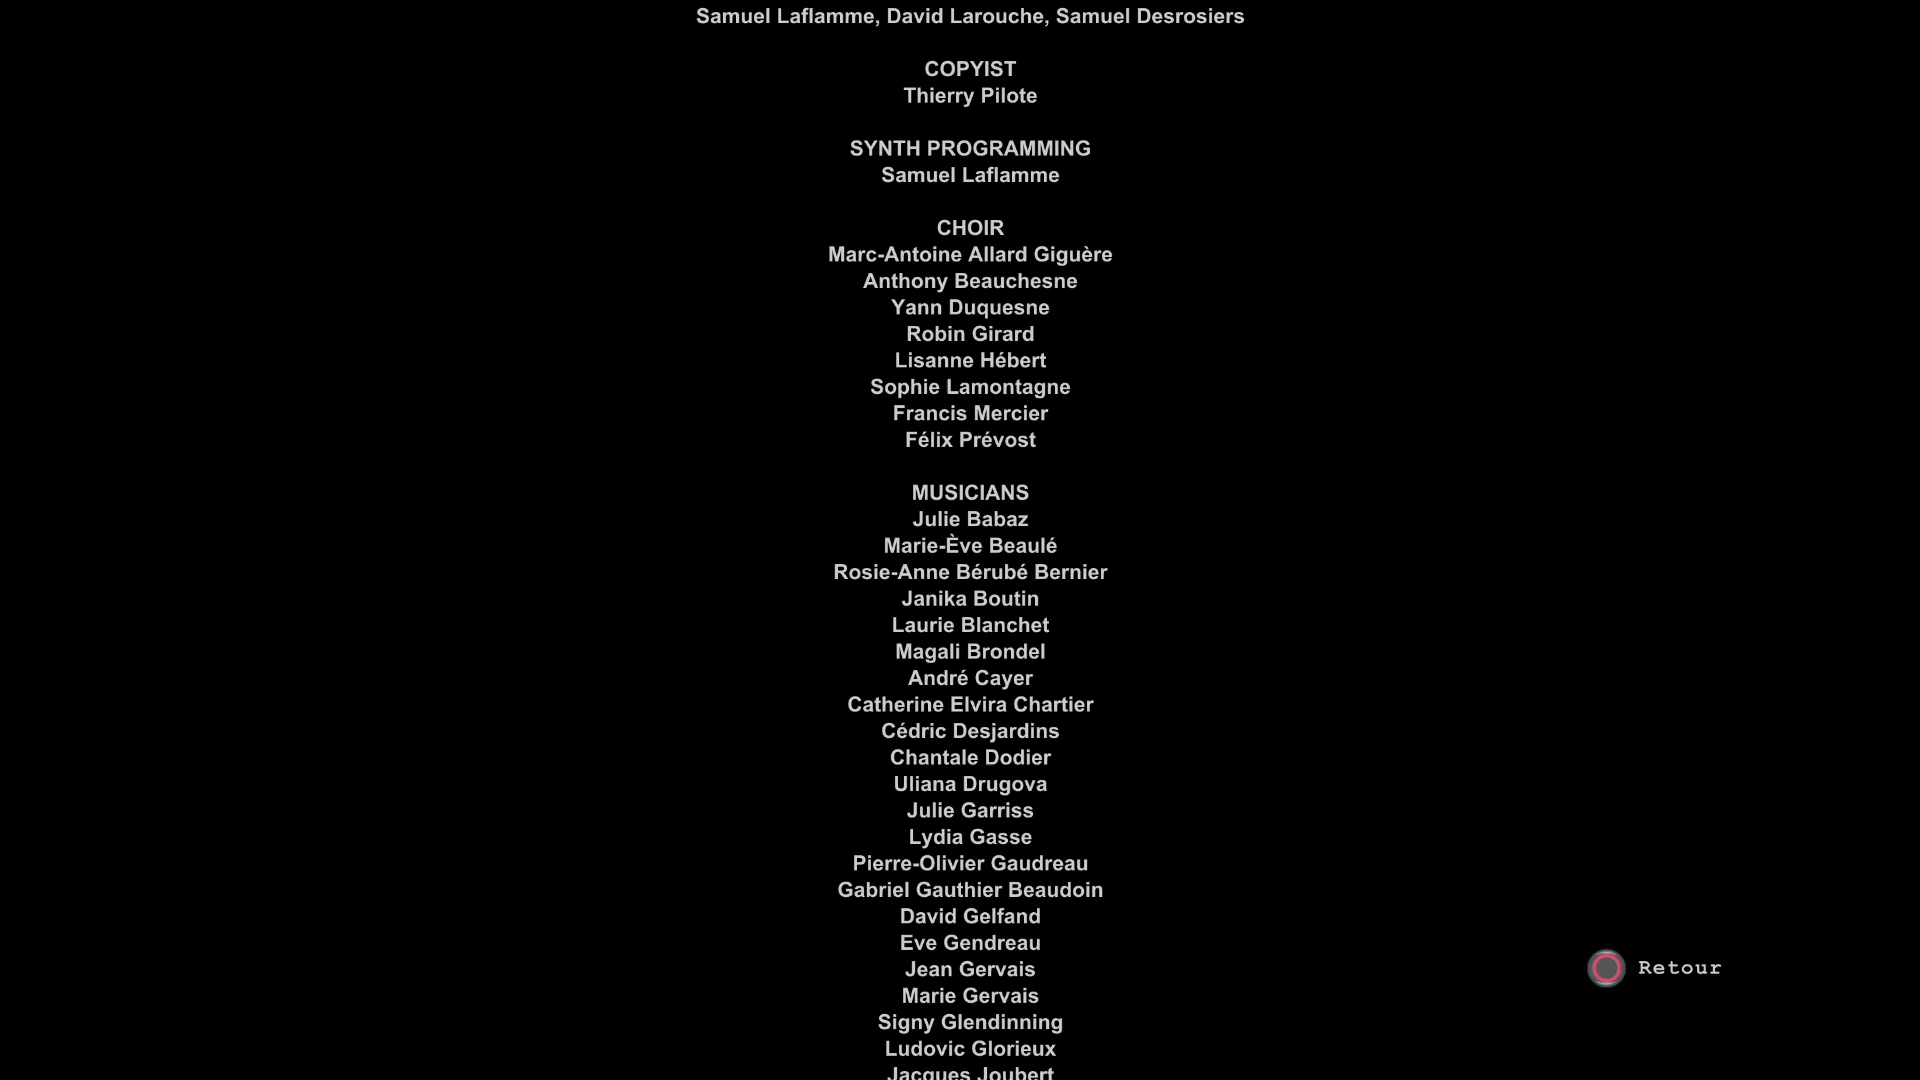 Samuel Laflamme, David Larouche, Samuel Desrosiers
COPYIST
Thierry Pilote
SYNTH PROGRAMMING
Samuel Laflamme
CHOIR
Marc-Antoine Allard Giguère
Anthony Beauchesne
Yann Duquesne
Robin Girard
Lisanne Hébert
Sophie Lamontagne
Francis Mercier
Félix Prévost
MUSICIANS
Julie Babaz
Marie-Ève Beaulé
Rosie-Anne Bérubé Bernier
Janika Boutin
Laurie Blanchet
Magali Brondel
André Cayer
Catherine Elvira Chartier
Cédric Desjardins
Chantale Dodier
Uliana Drugova
Julie Garriss
Lydia Gasse
Pierre-Olivier Gaudreau
Gabriel Gauthier Beaudoin
David Gelfand
Eve Gendreau
Jean Gervais
Retour
Marie Gervais
Signy Glendinning
Ludovic Glorieux
Jacques Joubert